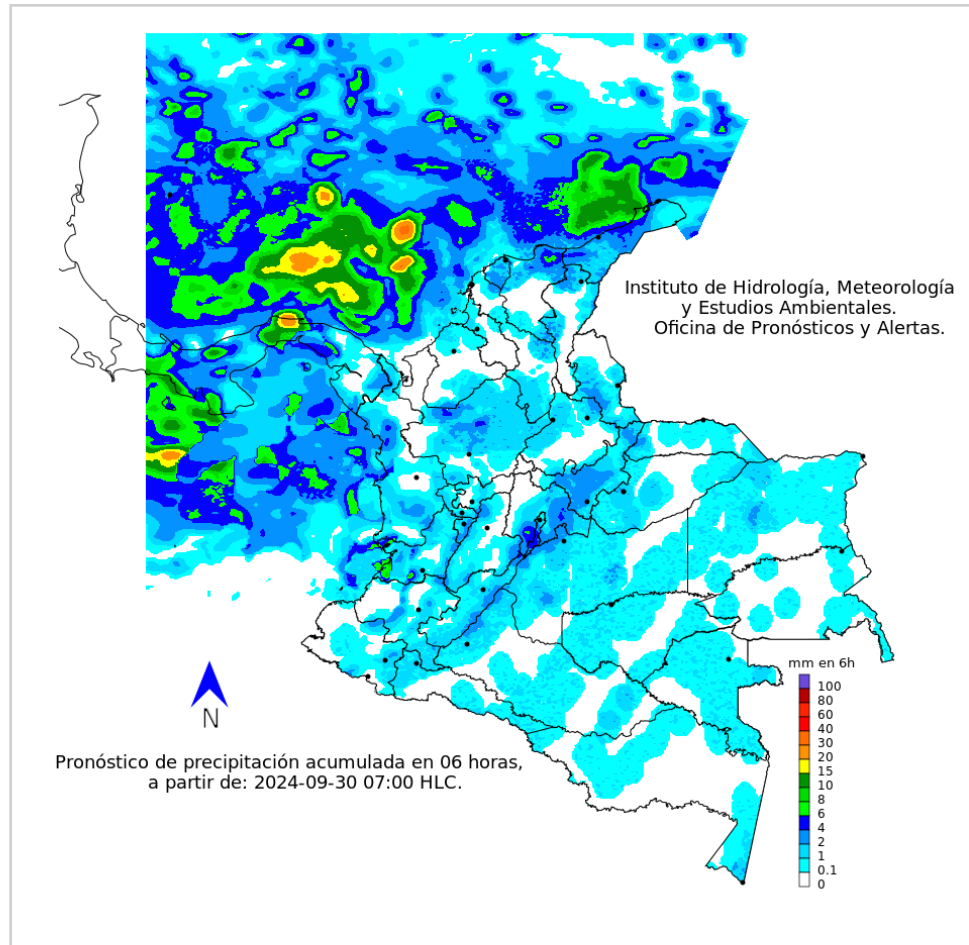 Instituto de Hidrología, Meteorología
y Estudios Ambientales.
Oficina de Pronósticos y Alertas.
mm en 6h
100
80
60
40
30
20
15
10
8
6
4
2
1
0.1
0
N
Pronóstico de precipitación acumulada en 06 horas,
a partir de: 2024-09-30 07:00 HLC.